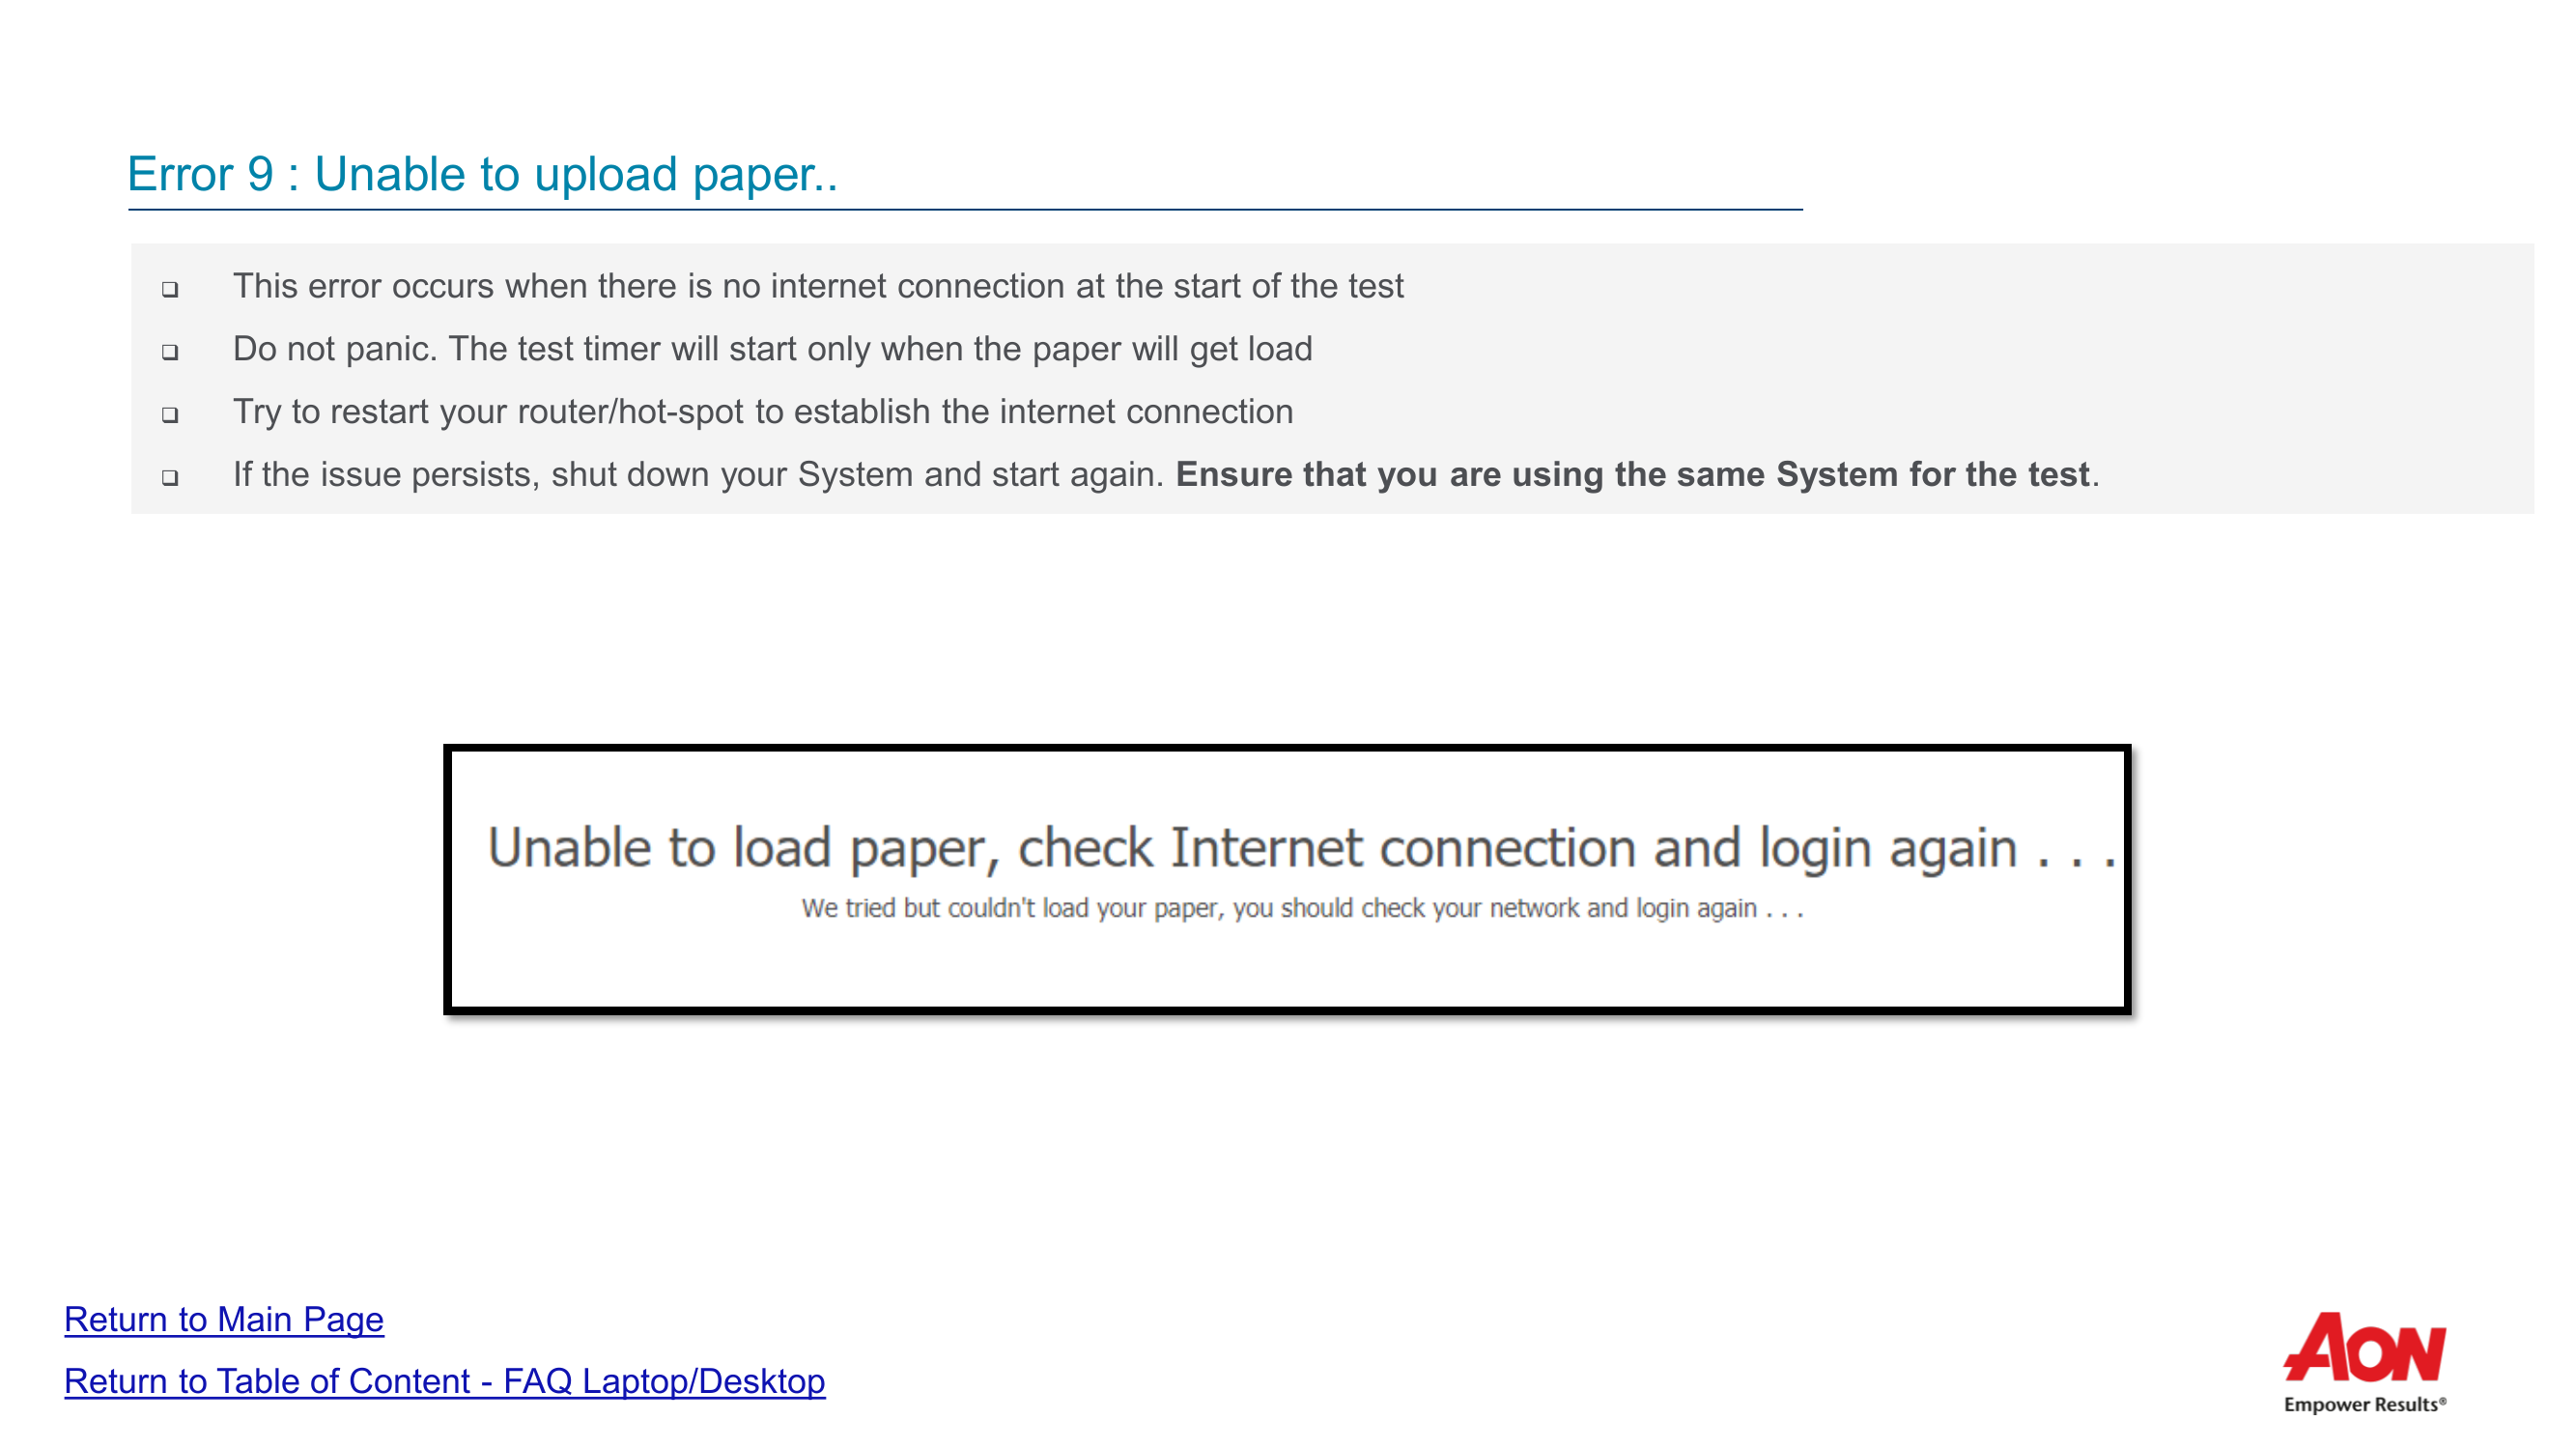 Error 9 : Unable to upload paper..
❑ This error occurs when there is no internet connection at the start of the test
❑ Do not panic. The test timer will start only when the paper will get load
❑ Try to restart your router/hot-spot to establish the internet connection
❑ If the issue persists, shut down your System and start again. Ensure that you are using the same System for the test.
Unable to load paper, check Internet connection and login again . . .
We tried but couldn't load your paper, you should check your network and login again . . .
Return to Main Page
Return to Table of Content - FAQ Laptop/Desktop
AON
Empower Results®